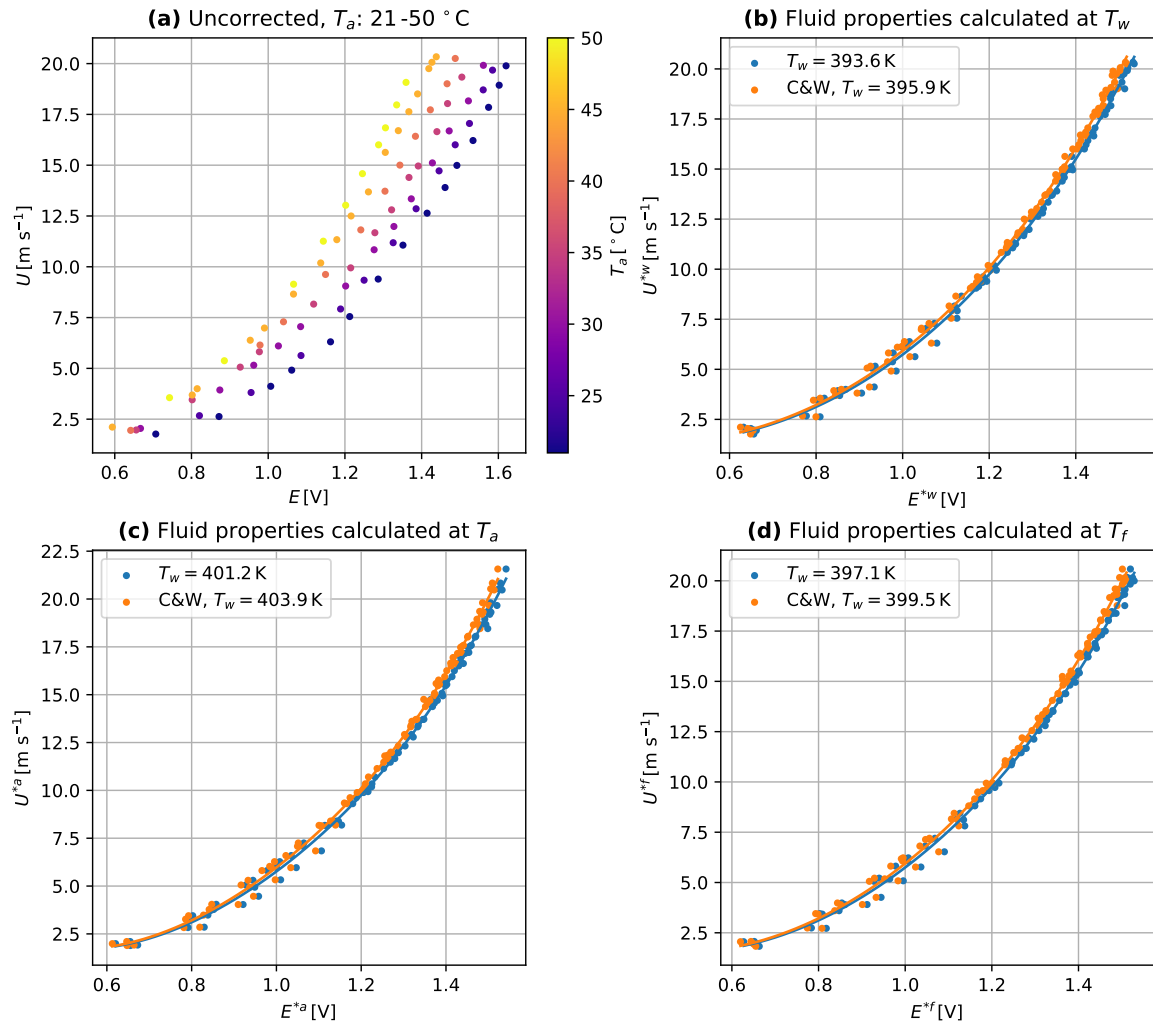 (a) Uncorrected, T_a: 21-50 °C
(b) Fluid properties calculated at T_w
20.0
17.5
15.0
12.5
10.0
7.5
5.0
2.5
U [m s⁻¹]
0.6 0.8 1.0 1.2 1.4 1.6
E [V]
50
45
40
35
30
25
T_a [°C]
T_w = 393.6 K
C&W, T_w = 395.9 K
20.0
17.5
15.0
12.5
10.0
7.5
5.0
2.5
U^{*w} [m s⁻¹]
0.6 0.8 1.0 1.2 1.4
E^{*w} [V]
(c) Fluid properties calculated at T_a
(d) Fluid properties calculated at T_f
T_w = 401.2 K
C&W, T_w = 403.9 K
22.5
20.0
17.5
15.0
12.5
10.0
7.5
5.0
2.5
U^{*a} [m s⁻¹]
0.6 0.8 1.0 1.2 1.4
E^{*a} [V]
T_w = 397.1 K
C&W, T_w = 399.5 K
20.0
17.5
15.0
12.5
10.0
7.5
5.0
2.5
U^{*f} [m s⁻¹]
0.6 0.8 1.0 1.2 1.4
E^{*f} [V]